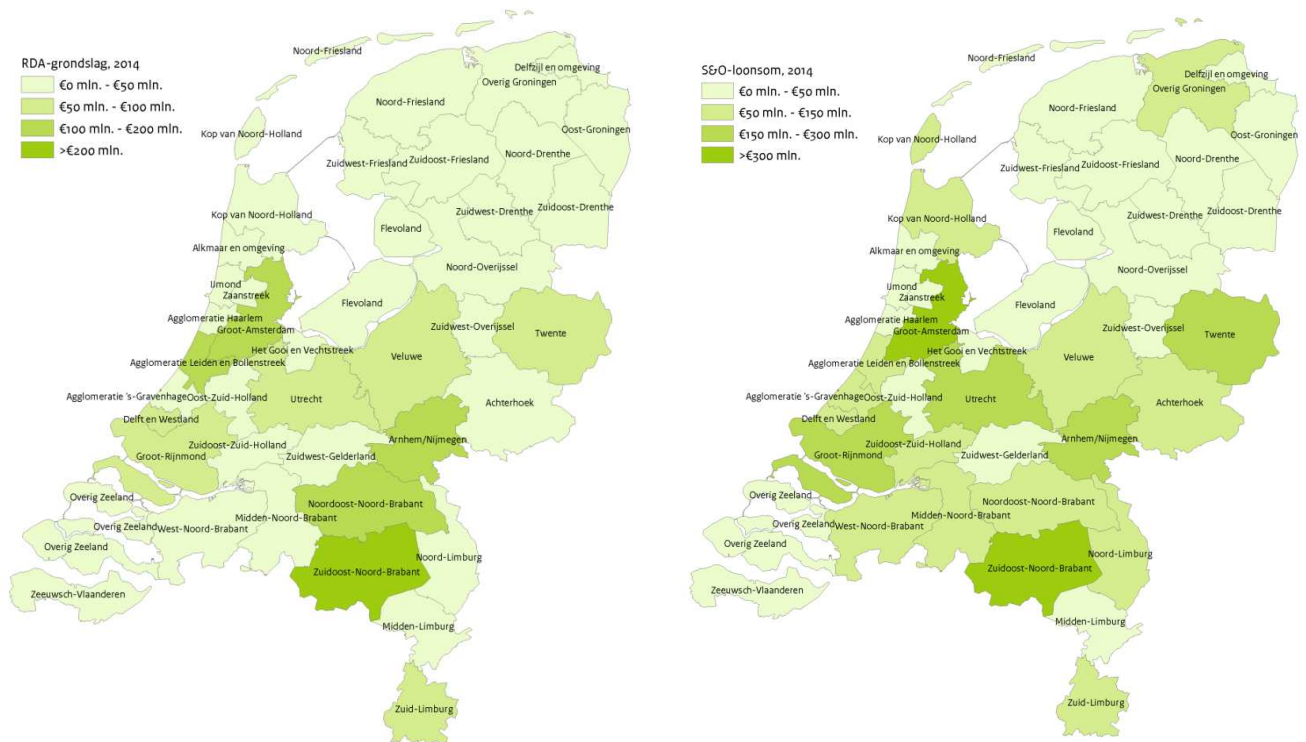 RDA-grondslag, 2014
€0 mln. - €50 mln.
€50 mln. - €100 mln.
€100 mln. - €200 mln.
>€200 mln.
Noord-Friesland
Delfzijl en omgeving
Overig Groningen
Noord-Friesland
Kop van Noord-Holland
Oost-Groningen
Noord-Drenthe
Zuidwest-Friesland
Zuidoost-Friesland
Zuidwest-Drenthe
Zuidoost-Drenthe
Kop van Noord-Holland
Flevoland
Alkmaar en omgeving
Noord-Overijssel
IJmond
Zaanstreek
Flevoland
Agglomeratie Haarlem
Groot-Amsterdam
Zuidwest-Overijssel
Twente
Het Gooi en Vechtstreek
Agglomeratie Leiden en Bollenstreek
Veluwe
Agglomeratie 's-Gravenhage
Oost-Zuid-Holland
Utrecht
Achterhoek
Delft en Westland
Zuidoost-Zuid-Holland
Arnhem/Nijmegen
Groot-Rijnmond
Zuidwest-Gelderland
Overig Zeeland
Noordoost-Noord-Brabant
Midden-Noord-Brabant
Overig Zeeland
West-Noord-Brabant
Overig Zeeland
Noord-Limburg
Zuidoost-Noord-Brabant
Zeeuwsch-Vlaanderen
Midden-Limburg
Zuid-Limburg
S&O-loonsom, 2014
€0 mln. - €50 mln.
€50 mln. - €150 mln.
€150 mln. - €300 mln.
>€300 mln.
Noord-Friesland
Delfzijl en omgeving
Overig Groningen
Noord-Friesland
Kop van Noord-Holland
Oost-Groningen
Noord-Drenthe
Zuidwest-Friesland
Zuidoost-Friesland
Zuidwest-Drenthe
Zuidoost-Drenthe
Kop van Noord-Holland
Flevoland
Alkmaar en omgeving
Noord-Overijssel
IJmond
Zaanstreek
Flevoland
Agglomeratie Haarlem
Groot-Amsterdam
Zuidwest-Overijssel
Twente
Het Gooi en Vechtstreek
Agglomeratie Leiden en Bollenstreek
Veluwe
Agglomeratie 's-Gravenhage
Oost-Zuid-Holland
Utrecht
Achterhoek
Delft en Westland
Zuidoost-Zuid-Holland
Arnhem/Nijmegen
Groot-Rijnmond
Zuidwest-Gelderland
Overig Zeeland
Noordoost-Noord-Brabant
Midden-Noord-Brabant
Overig Zeeland
West-Noord-Brabant
Overig Zeeland
Noord-Limburg
Zuidoost-Noord-Brabant
Zeeuwsch-Vlaanderen
Midden-Limburg
Zuid-Limburg